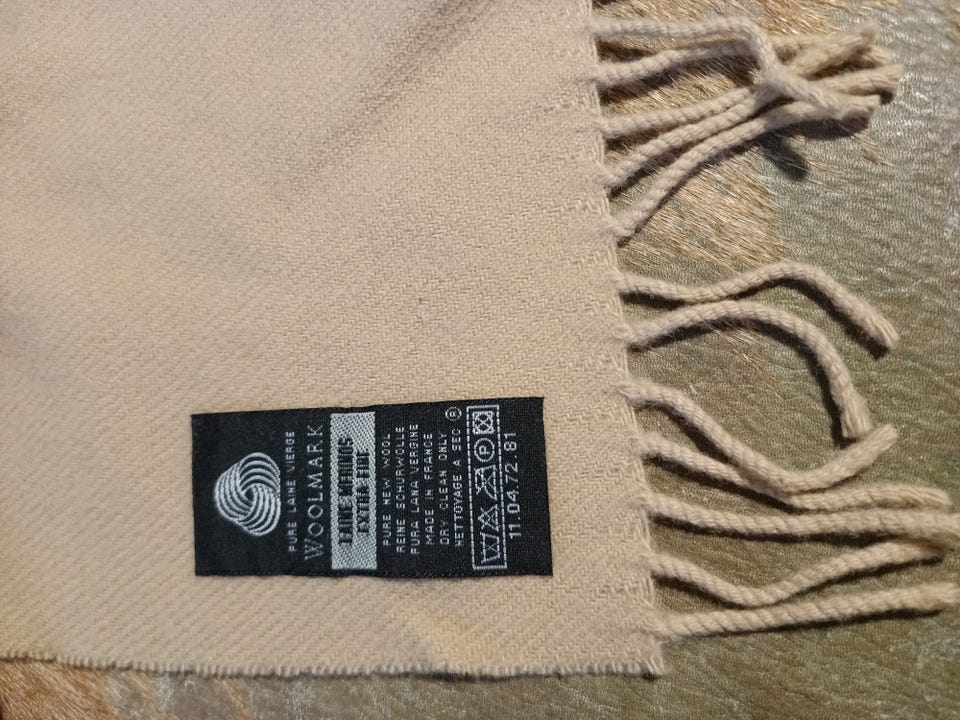 PURE LAINE VIERGE
WOOLMARK
LAINE MERINOS
EXTRA FINE
PURE NEW WOOL
REINE SCHURWOLLE
PURA LANA VERGINE
MADE IN FRANCE
DRY CLEAN ONLY
NETTOYAGE A SEC ®
P
11.04.72.81